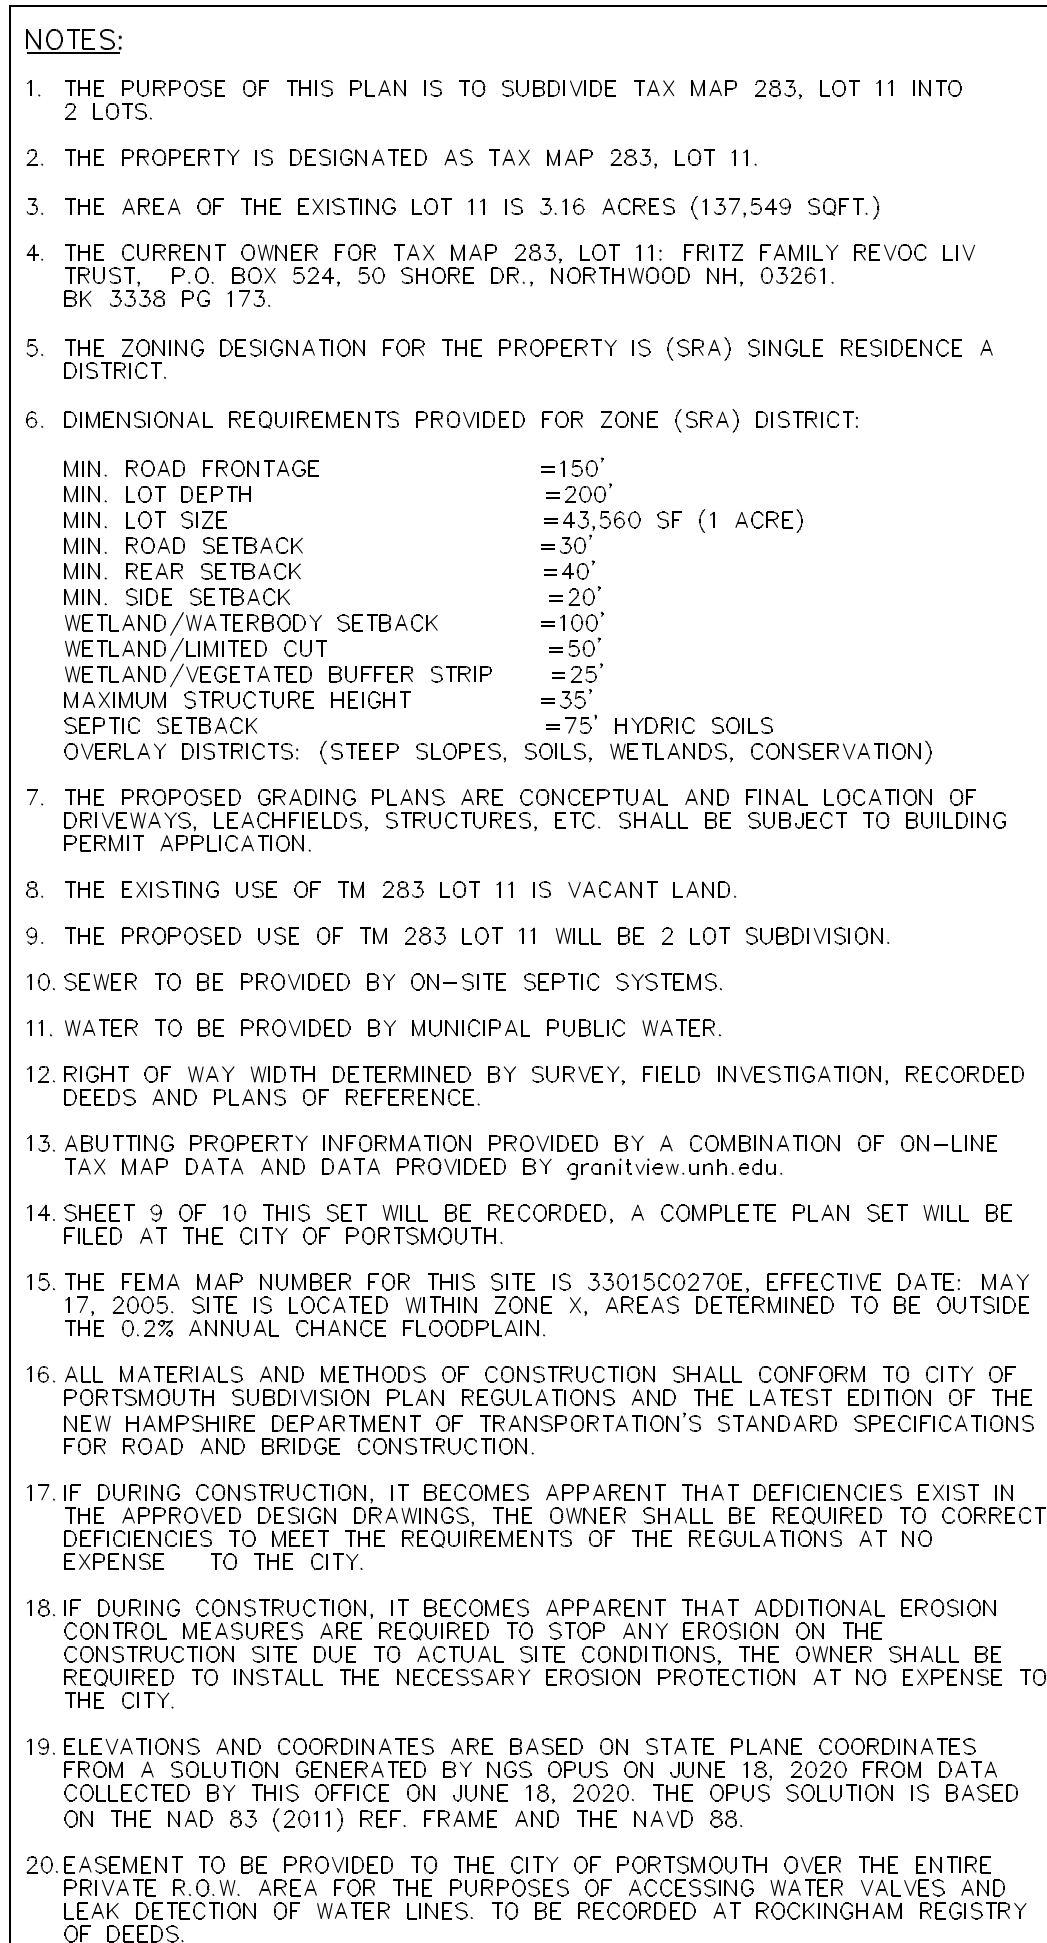 NOTES:
1. THE PURPOSE OF THIS PLAN IS TO SUBDIVIDE TAX MAP 283, LOT 11 INTO
2 LOTS.
2. THE PROPERTY IS DESIGNATED AS TAX MAP 283, LOT 11.
3. THE AREA OF THE EXISTING LOT 11 IS 3.16 ACRES (137,549 SQFT.)
4. THE CURRENT OWNER FOR TAX MAP 283, LOT 11: FRITZ FAMILY REVOC LIV
TRUST, P.O. BOX 524, 50 SHORE DR., NORTHWOOD NH, 03261.
BK 3338 PG 173.
5. THE ZONING DESIGNATION FOR THE PROPERTY IS (SRA) SINGLE RESIDENCE A
DISTRICT.
6. DIMENSIONAL REQUIREMENTS PROVIDED FOR ZONE (SRA) DISTRICT:
MIN. ROAD FRONTAGE =150'
MIN. LOT DEPTH =200'
MIN. LOT SIZE =43,560 SF (1 ACRE)
MIN. ROAD SETBACK =30'
MIN. REAR SETBACK =40'
MIN. SIDE SETBACK =20'
WETLAND/WATERBODY SETBACK =100'
WETLAND/LIMITED CUT =50'
WETLAND/VEGETATED BUFFER STRIP =25'
MAXIMUM STRUCTURE HEIGHT =35'
SEPTIC SETBACK =75' HYDRIC SOILS
OVERLAY DISTRICTS: (STEEP SLOPES, SOILS, WETLANDS, CONSERVATION)
7. THE PROPOSED GRADING PLANS ARE CONCEPTUAL AND FINAL LOCATION OF
DRIVEWAYS, LEACHFIELDS, STRUCTURES, ETC. SHALL BE SUBJECT TO BUILDING
PERMIT APPLICATION.
8. THE EXISTING USE OF TM 283 LOT 11 IS VACANT LAND.
9. THE PROPOSED USE OF TM 283 LOT 11 WILL BE 2 LOT SUBDIVISION.
10. SEWER TO BE PROVIDED BY ON-SITE SEPTIC SYSTEMS.
11. WATER TO BE PROVIDED BY MUNICIPAL PUBLIC WATER.
12. RIGHT OF WAY WIDTH DETERMINED BY SURVEY, FIELD INVESTIGATION, RECORDED
DEEDS AND PLANS OF REFERENCE.
13. ABUTTING PROPERTY INFORMATION PROVIDED BY A COMBINATION OF ON-LINE
TAX MAP DATA AND DATA PROVIDED BY granitview.unh.edu.
14. SHEET 9 OF 10 THIS SET WILL BE RECORDED, A COMPLETE PLAN SET WILL BE
FILED AT THE CITY OF PORTSMOUTH.
15. THE FEMA MAP NUMBER FOR THIS SITE IS 33015C0270E, EFFECTIVE DATE: MAY
17, 2005. SITE IS LOCATED WITHIN ZONE X, AREAS DETERMINED TO BE OUTSIDE
THE 0.2% ANNUAL CHANCE FLOODPLAIN.
16. ALL MATERIALS AND METHODS OF CONSTRUCTION SHALL CONFORM TO CITY OF
PORTSMOUTH SUBDIVISION PLAN REGULATIONS AND THE LATEST EDITION OF THE
NEW HAMPSHIRE DEPARTMENT OF TRANSPORTATION'S STANDARD SPECIFICATIONS
FOR ROAD AND BRIDGE CONSTRUCTION.
17. IF DURING CONSTRUCTION, IT BECOMES APPARENT THAT DEFICIENCIES EXIST IN
THE APPROVED DESIGN DRAWINGS, THE OWNER SHALL BE REQUIRED TO CORRECT
DEFICIENCIES TO MEET THE REQUIREMENTS OF THE REGULATIONS AT NO
EXPENSE TO THE CITY.
18. IF DURING CONSTRUCTION, IT BECOMES APPARENT THAT ADDITIONAL EROSION
CONTROL MEASURES ARE REQUIRED TO STOP ANY EROSION ON THE
CONSTRUCTION SITE DUE TO ACTUAL SITE CONDITIONS, THE OWNER SHALL BE
REQUIRED TO INSTALL THE NECESSARY EROSION PROTECTION AT NO EXPENSE TO
THE CITY.
19. ELEVATIONS AND COORDINATES ARE BASED ON STATE PLANE COORDINATES
FROM A SOLUTION GENERATED BY NGS OPUS ON JUNE 18, 2020 FROM DATA
COLLECTED BY THIS OFFICE ON JUNE 18, 2020. THE OPUS SOLUTION IS BASED
ON THE NAD 83 (2011) REF. FRAME AND THE NAVD 88.
20. EASEMENT TO BE PROVIDED TO THE CITY OF PORTSMOUTH OVER THE ENTIRE
PRIVATE R.O.W. AREA FOR THE PURPOSES OF ACCESSING WATER VALVES AND
LEAK DETECTION OF WATER LINES. TO BE RECORDED AT ROCKINGHAM REGISTRY
OF DEEDS.